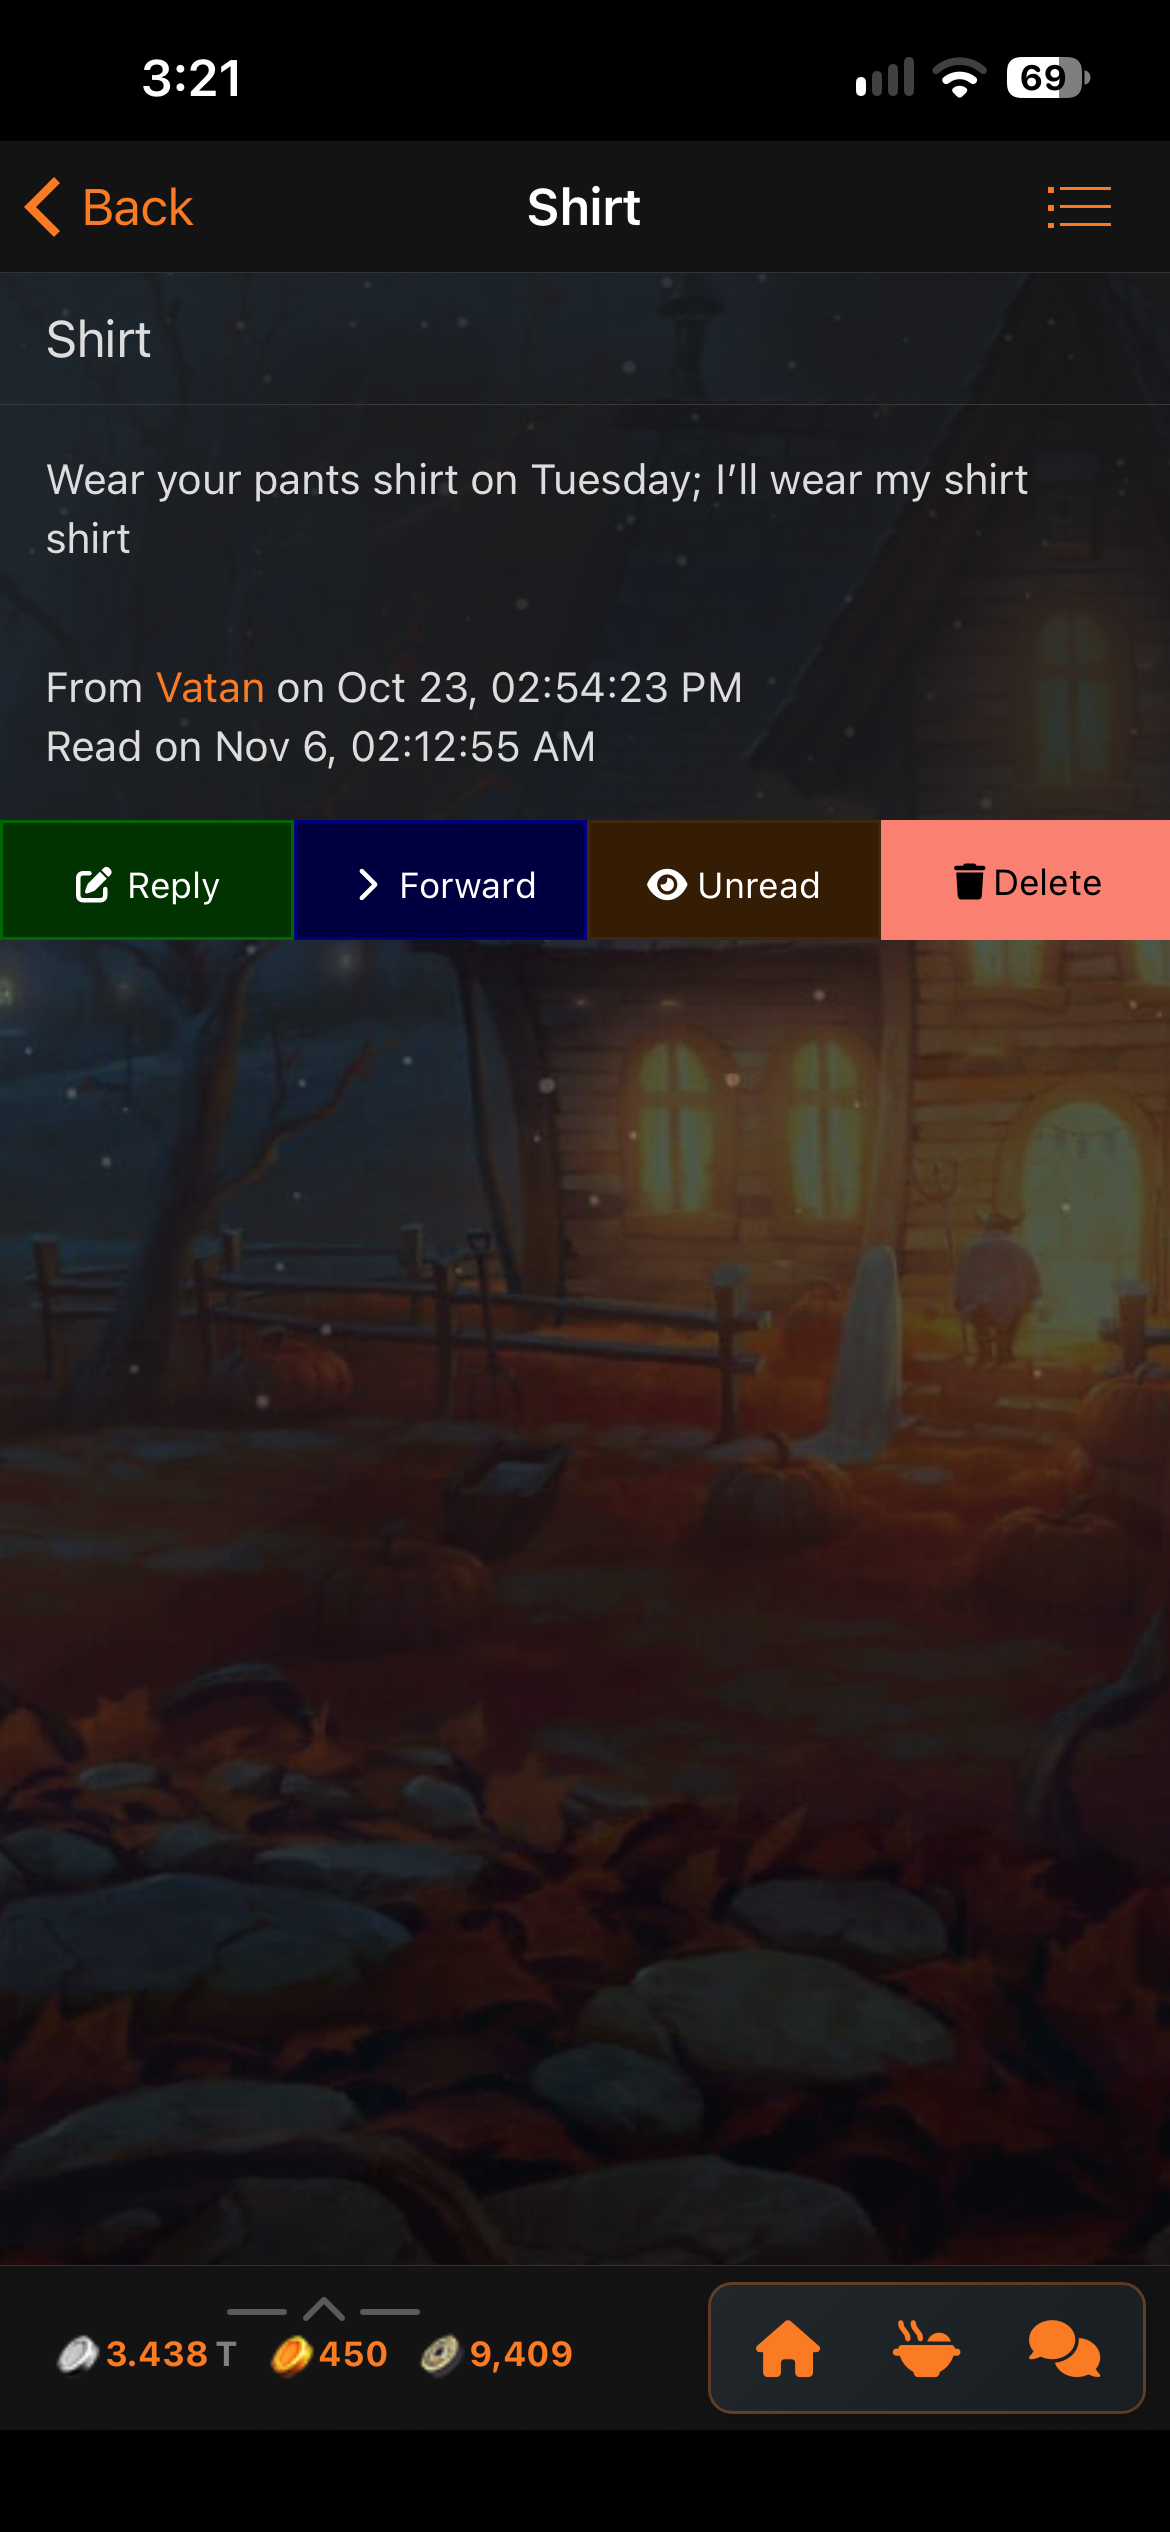 3:21
69
Back
Shirt
Shirt
Wear your pants shirt on Tuesday; I’ll wear my shirt
shirt
From Vatan on Oct 23, 02:54:23 PM
Read on Nov 6, 02:12:55 AM
Reply
Forward
Unread
Delete
3.438 T
450
9,409